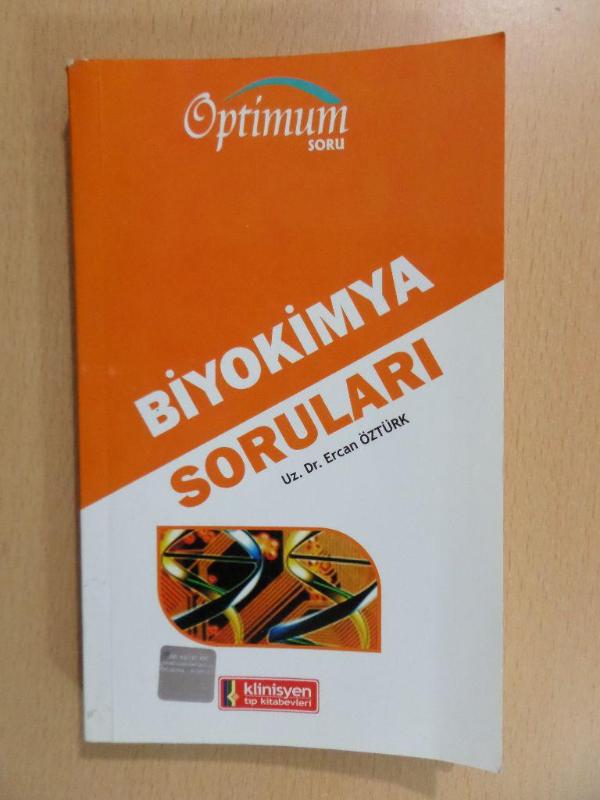 Optimum
SORU
BİYOKİMYA
SORULARI
Uz. Dr. Ercan ÖZTÜRK
klinisyen
tıp kitabevleri